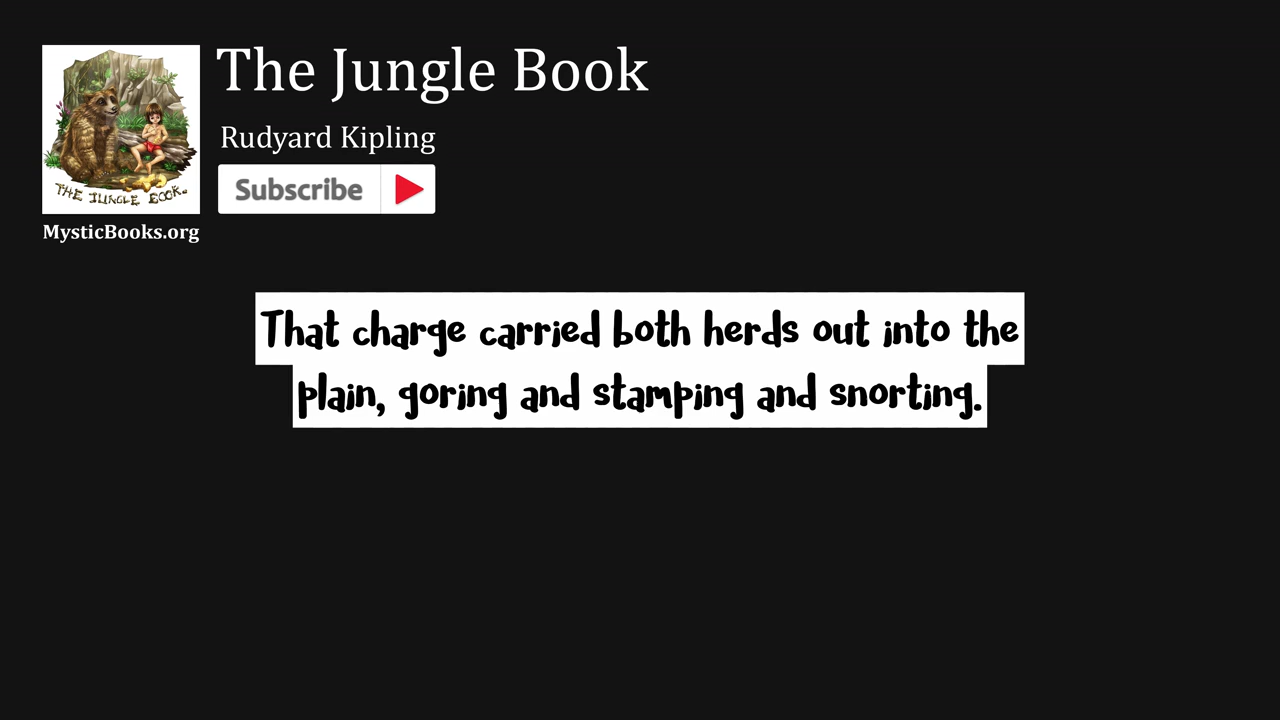 The Jungle Book
Rudyard Kipling
Subscribe
THE JUNGLE BOOK.
MysticBooks.org
That charge carried both herds out into the
plain, goring and stamping and snorting.